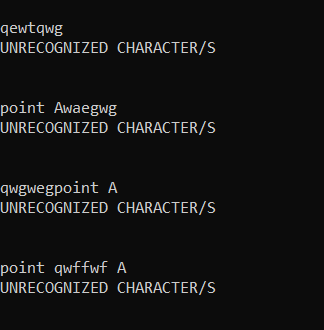 qewtqwg
UNRECOGNIZED CHARACTER/S
point Awaegwg
UNRECOGNIZED CHARACTER/S
qwgwegpoint A
UNRECOGNIZED CHARACTER/S
point qwffwf A
UNRECOGNIZED CHARACTER/S